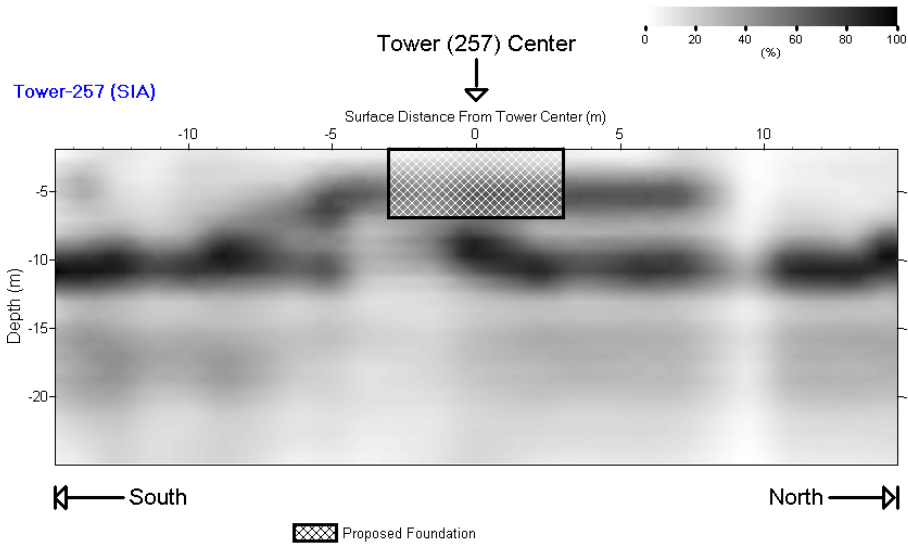 0 20 40 60 80 100
(%)
Tower (257) Center
Tower-257 (SIA)
Surface Distance From Tower Center (m)
-10 -5 0 5 10
-5
-10
-15
-20
Depth (m)
South
North
Proposed Foundation